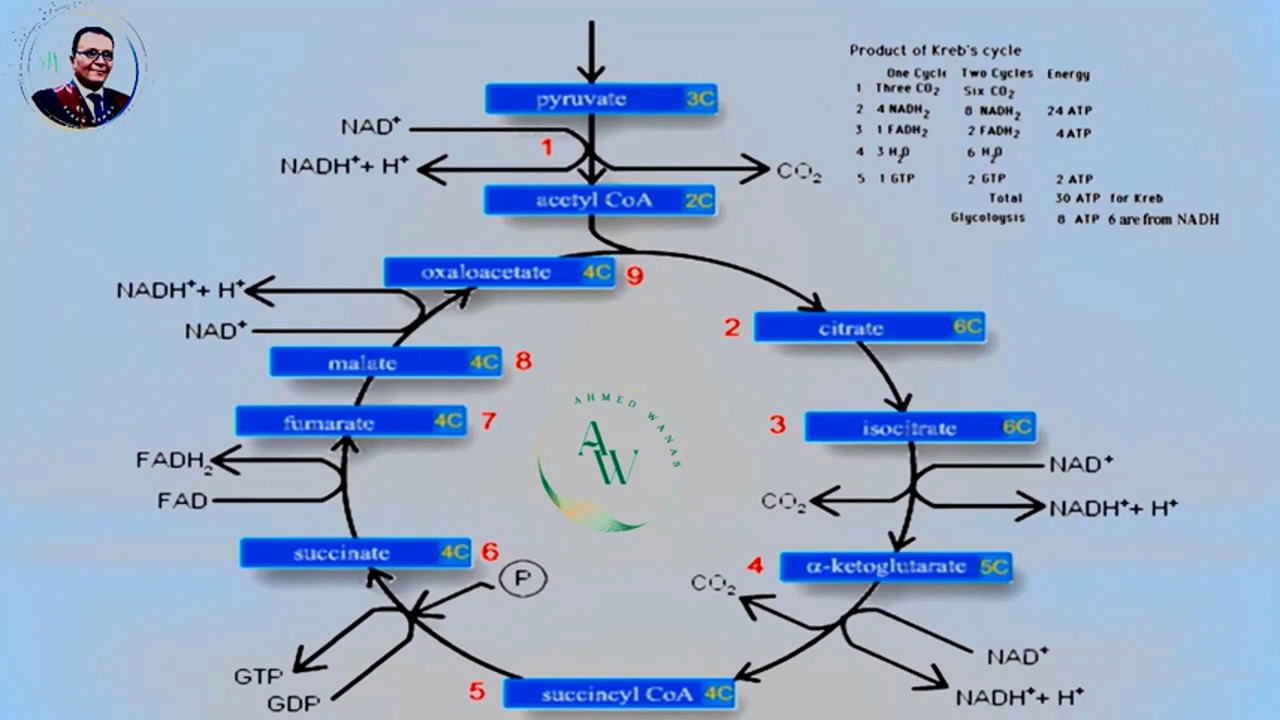 Product of Kreb's cycle
One Cycle Two Cycles Energy
1 Three CO₂ Six CO₂
2 4 NADH₂ 8 NADH₂ 24 ATP
3 1 FADH₂ 2 FADH₂ 4 ATP
4 3 H₂O 6 H₂O
5 1 GTP 2 GTP 2 ATP
Total 30 ATP for Kreb
Glycoloysis 8 ATP 6 are from NADH
pyruvate 3C
NAD⁺
1
NADH⁺+ H⁺
CO₂
acetyl CoA 2C
oxaloacetate 4C 9
NADH⁺+ H⁺
NAD⁺
2 citrate 6C
malate 4C 8
fumarate 4C 7
3 isocitrate 6C
AHMED WANAS
AW
FADH₂
FAD
NAD⁺
CO₂
NADH⁺+ H⁺
succinate 4C 6
4 α-ketoglutarate 5C
P
CO₂
GTP
GDP
NAD⁺
NADH⁺+ H⁺
5 succincyl CoA 4C